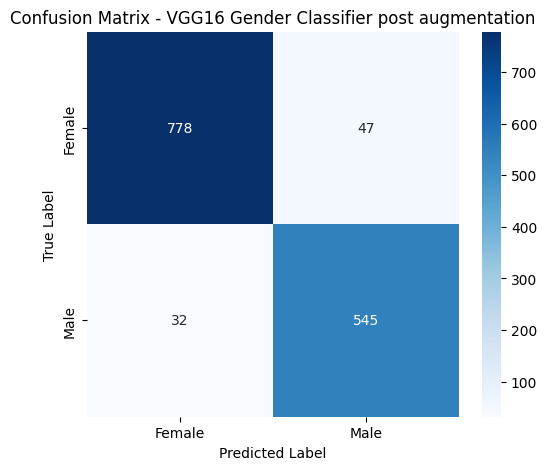 Confusion Matrix - VGG16 Gender Classifier post augmentation
Female
778
47
Male
32
545
Female
Male
True Label
Predicted Label
700
600
500
400
300
200
100